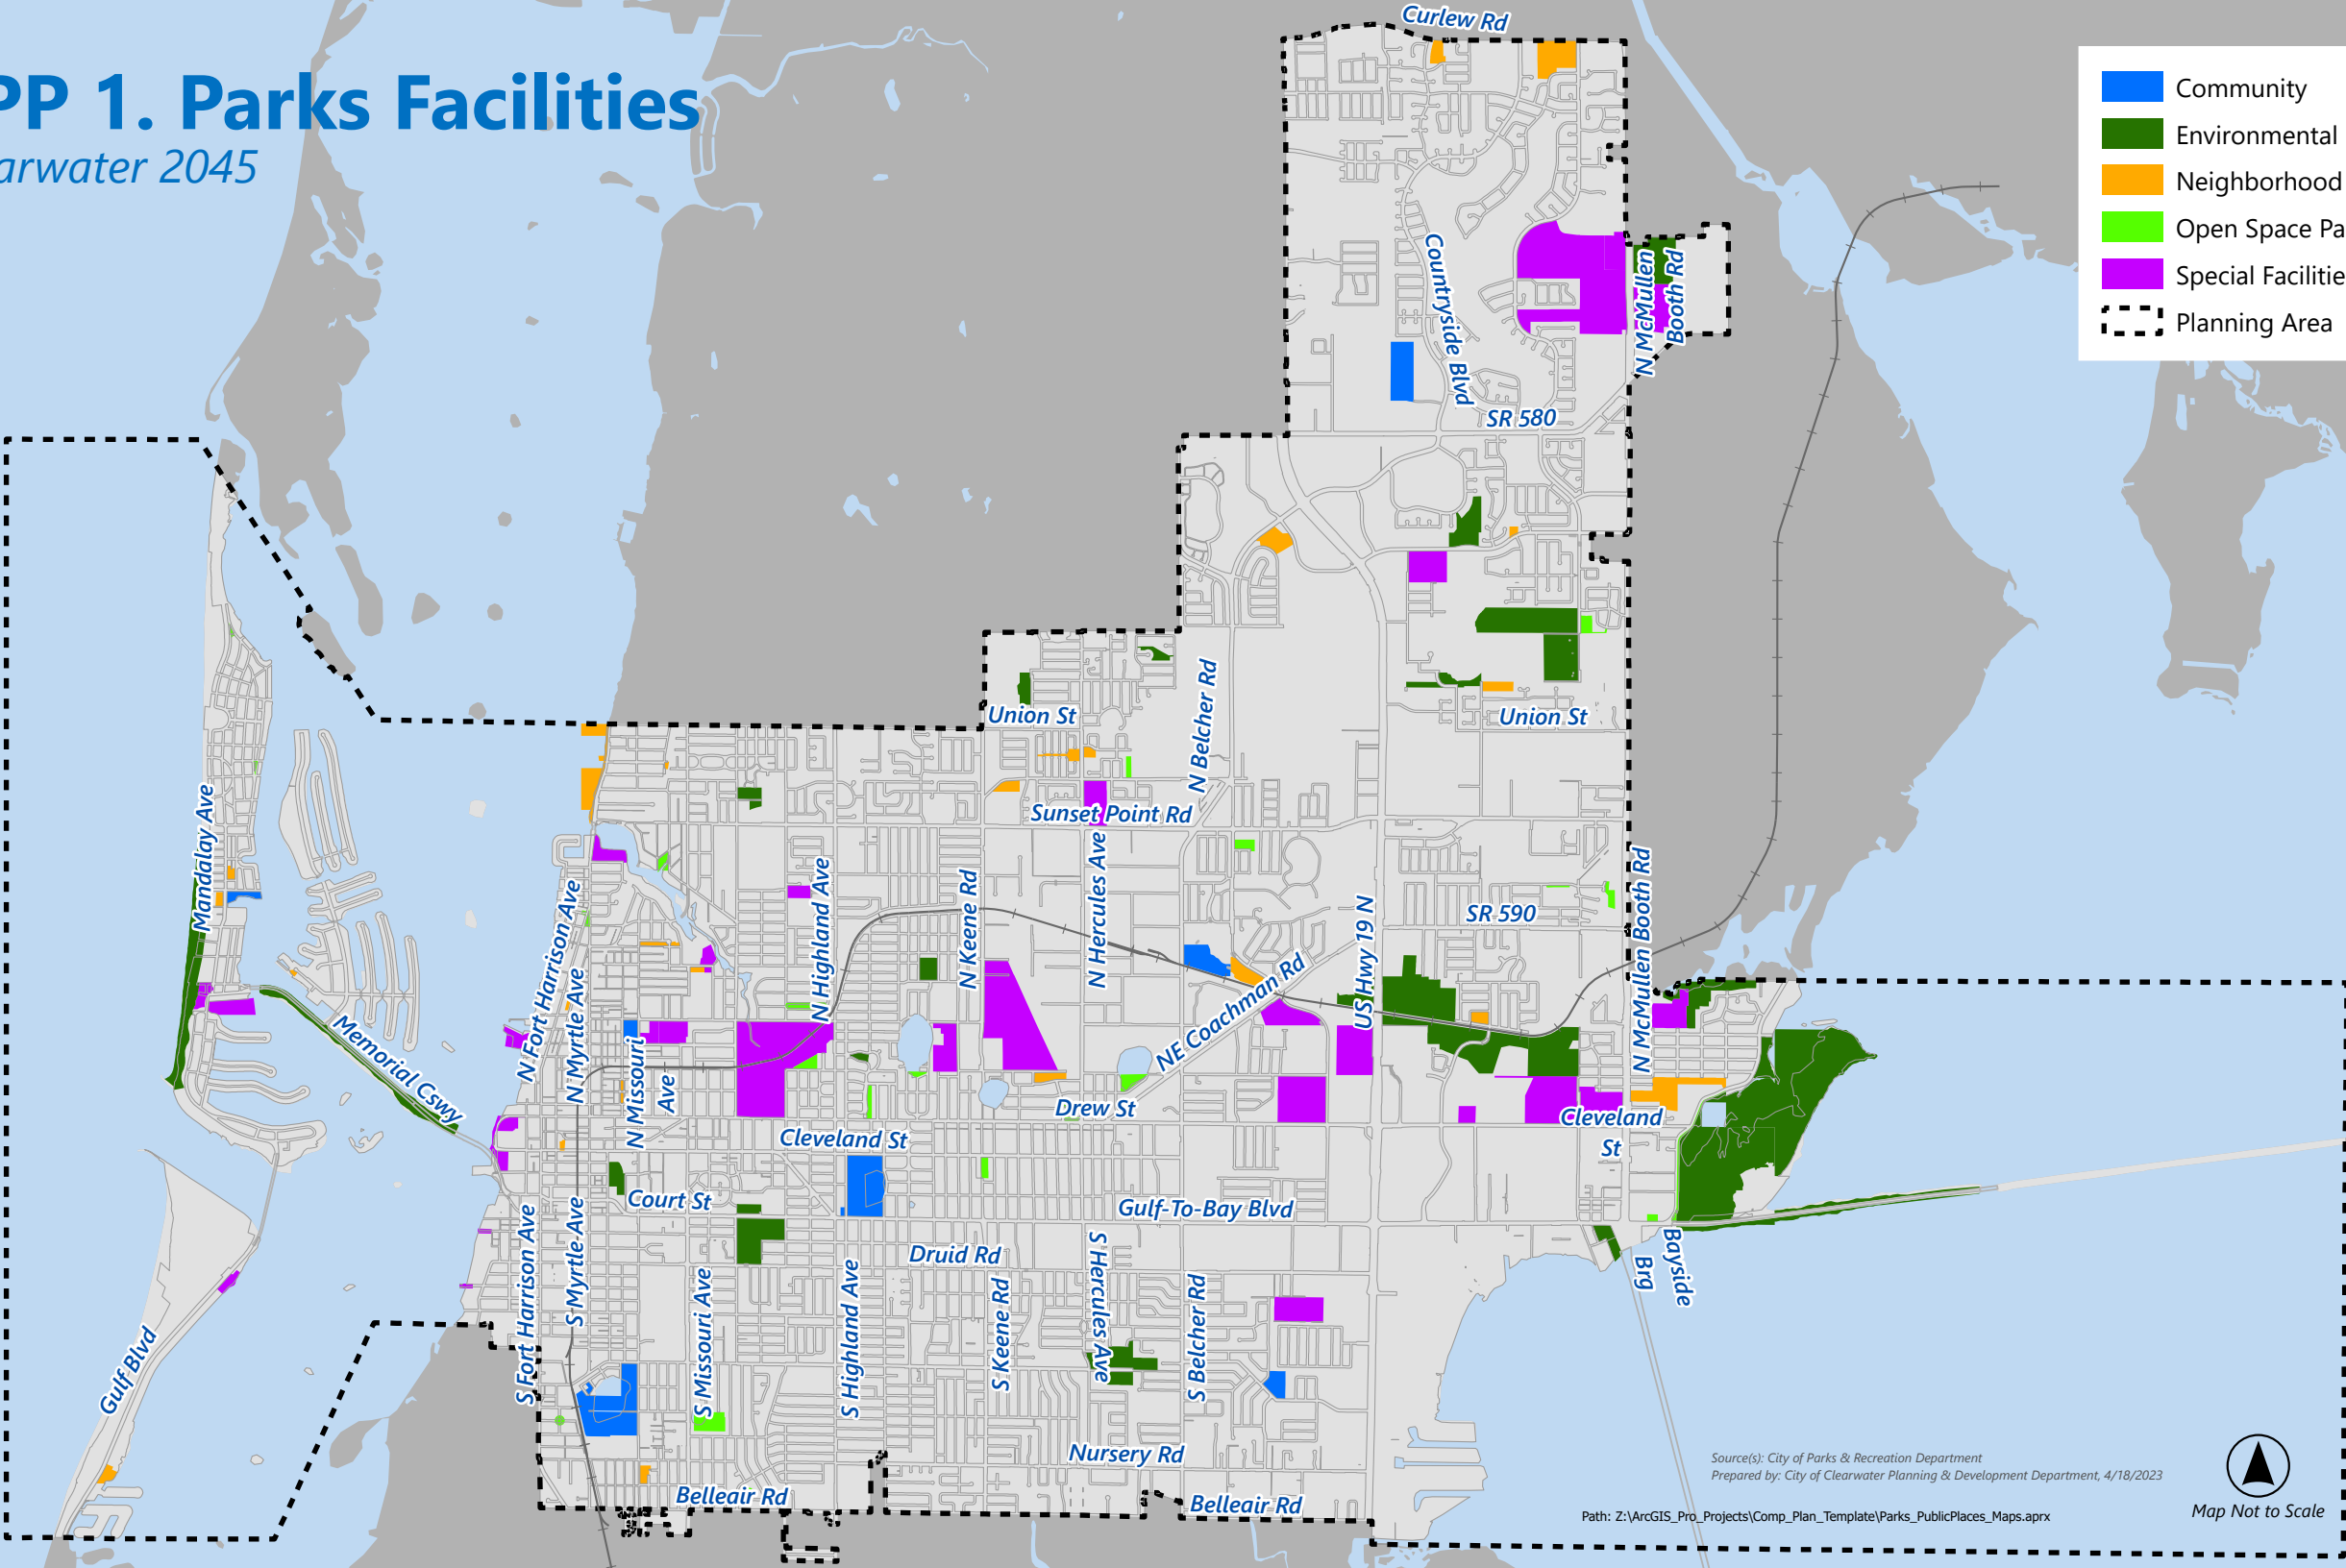 PP 1. Parks Facilities
arwater 2045
Community
Environmental
Neighborhood
Open Space Pa
Special Facilitie
Planning Area
Curlew Rd
Countryside Blvd
N McMullen
Booth Rd
SR 580
Union St
Union St
N Belcher Rd
Sunset Point Rd
Mandalay Ave
N Highland Ave
N Keene Rd
N Hercules Ave
N Fort Harrison Ave
N Myrtle Ave
US Hwy 19 N
SR 590
N McMullen Booth Rd
NE Coachman Rd
Memorial Cswy
N Missouri
Ave
Drew St
Cleveland St
Cleveland
St
Court St
Gulf-To-Bay Blvd
Druid Rd
S Fort Harrison Ave
S Myrtle Ave
S Missouri Ave
S Highland Ave
S Keene Rd
S Hercules Ave
S Belcher Rd
Bayside
Brg
Gulf Blvd
Nursery Rd
Belleair Rd
Belleair Rd
Source(s): City of Parks & Recreation Department
Prepared by: City of Clearwater Planning & Development Department, 4/18/2023
Path: Z:\ArcGIS_Pro_Projects\Comp_Plan_Template\Parks_PublicPlaces_Maps.aprx
Map Not to Scale